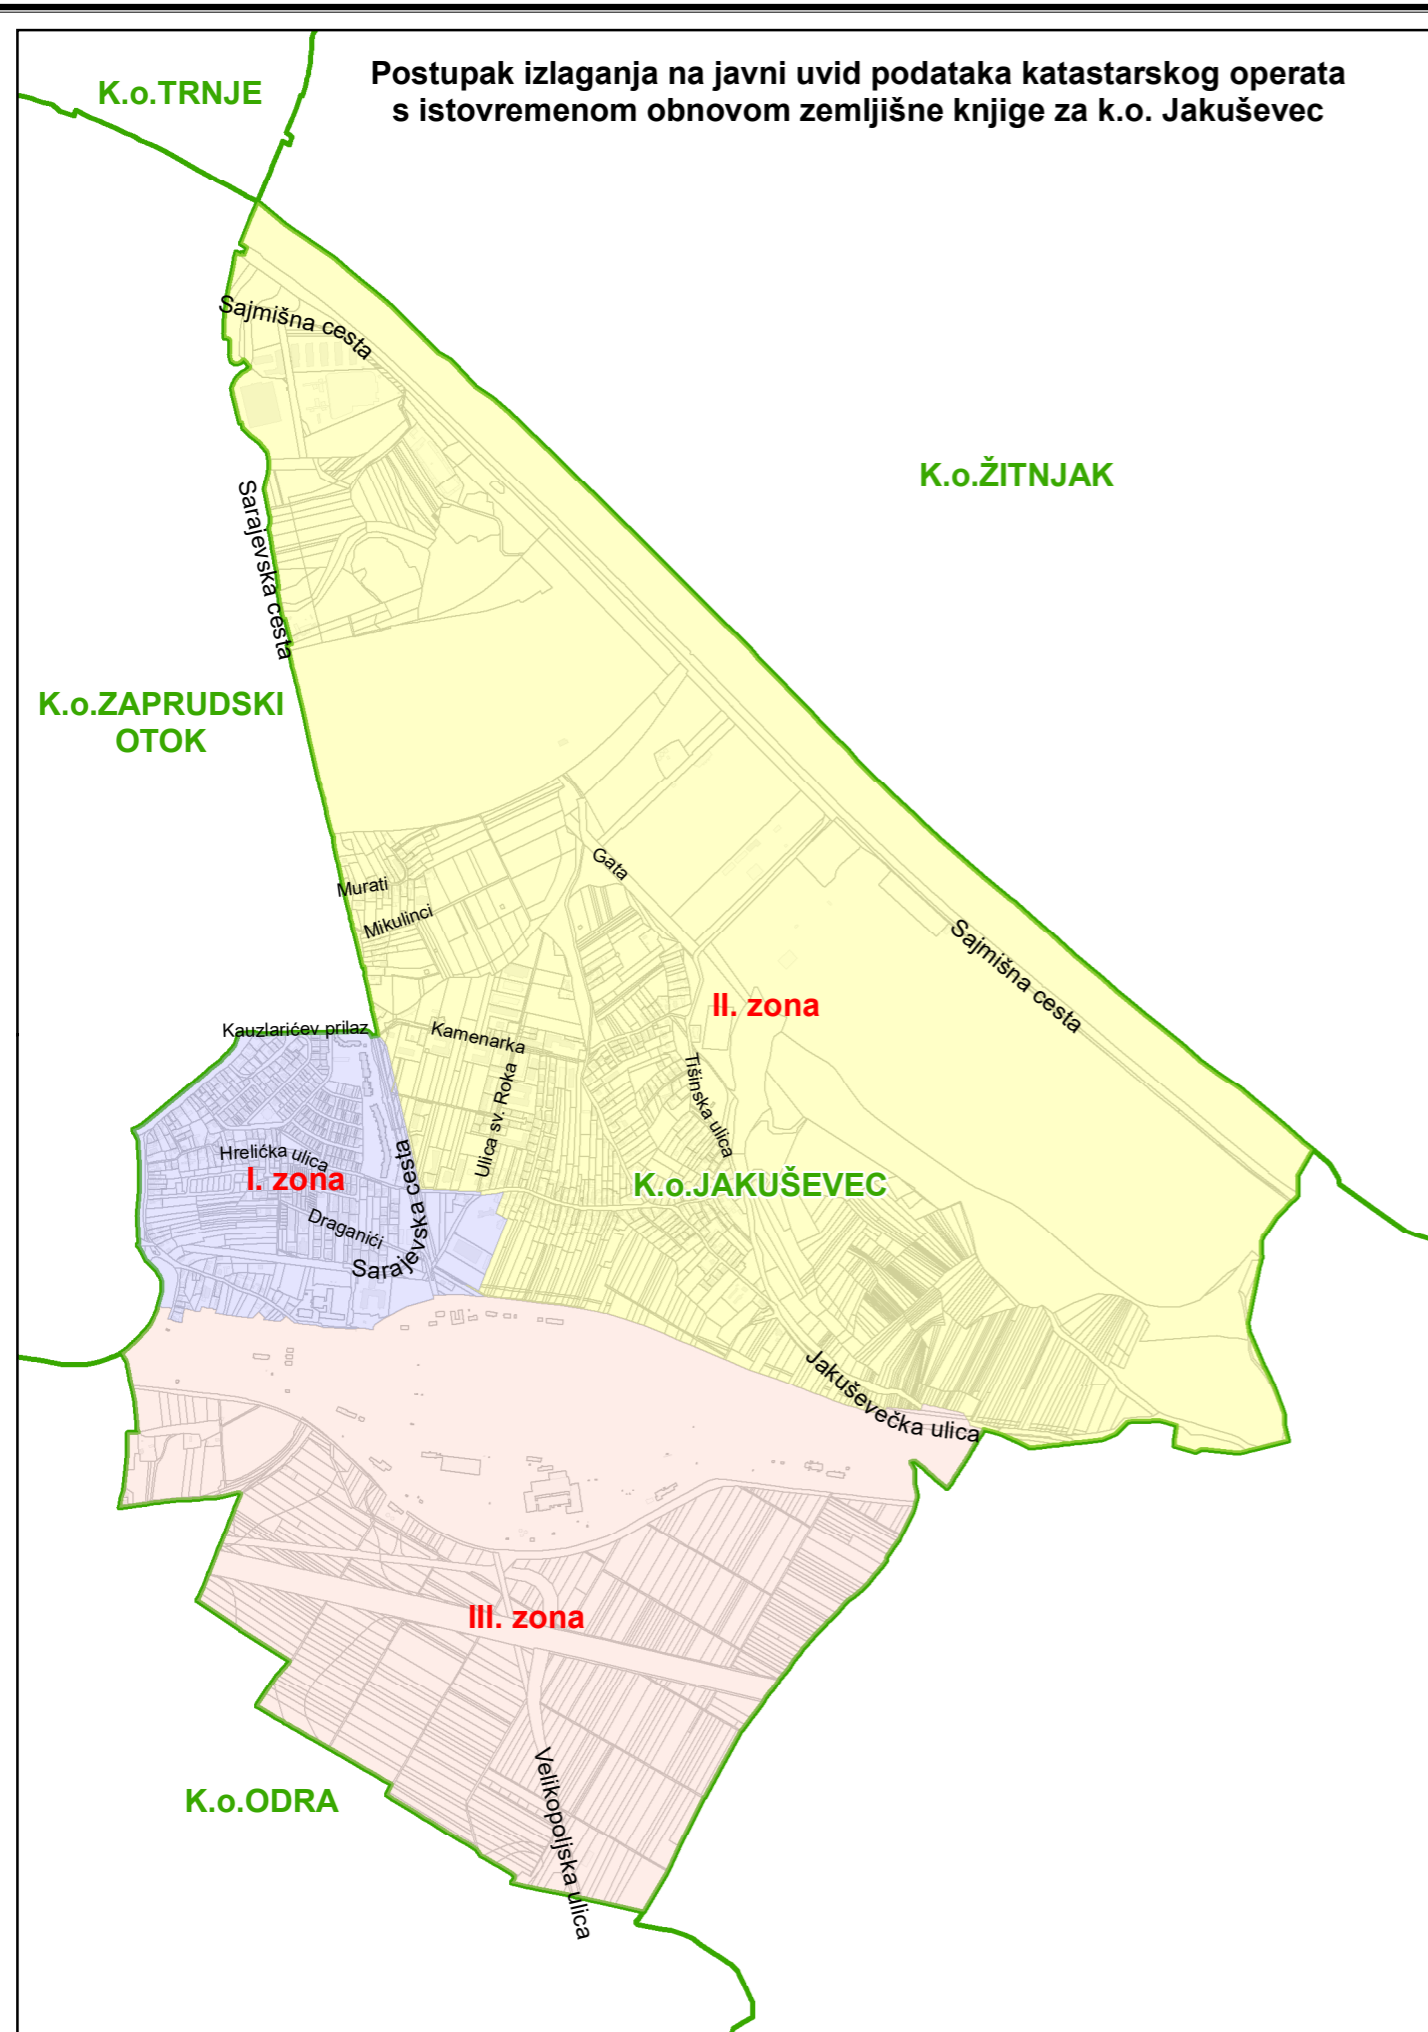 Postupak izlaganja na javni uvid podataka katastarskog operata
s istovremenom obnovom zemljišne knjige za k.o. Jakuševec
K.o.TRNJE
Sajmišna cesta
K.o.ŽITNJAK
Sarajevska cesta
K.o.ZAPRUDSKI
OTOK
Gata
Murati
Mikulinci
Sajmišna cesta
II. zona
Kauzlarićev prilaz
Kamenarka
Ulica sv. Roka
Tišinska ulica
Hrelićka ulica
I. zona
K.o.JAKUŠEVEC
Draganići
Sarajevska cesta
Jakuševečka ulica
III. zona
Velikopoljska ulica
K.o.ODRA